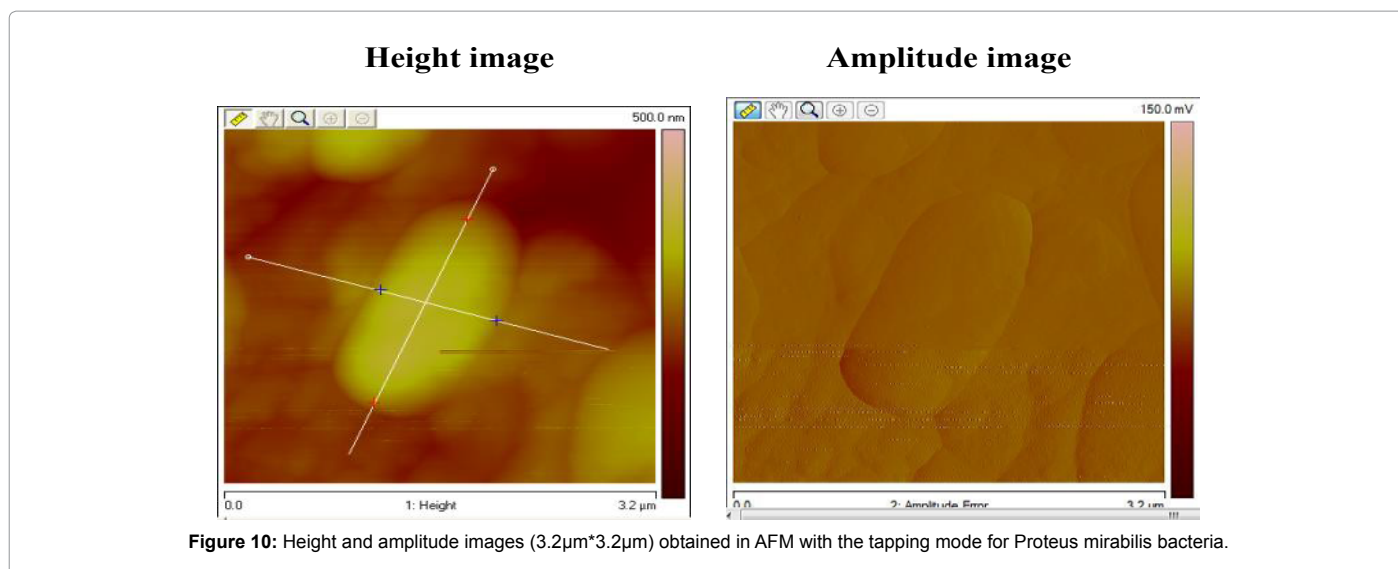 Height image
Amplitude image
500.0 nm
150.0 mV
0.0 1: Height 3.2 µm
0.0 2: Amplitude Error 3.2 µm
Figure 10: Height and amplitude images (3.2µm*3.2µm) obtained in AFM with the tapping mode for Proteus mirabilis bacteria.